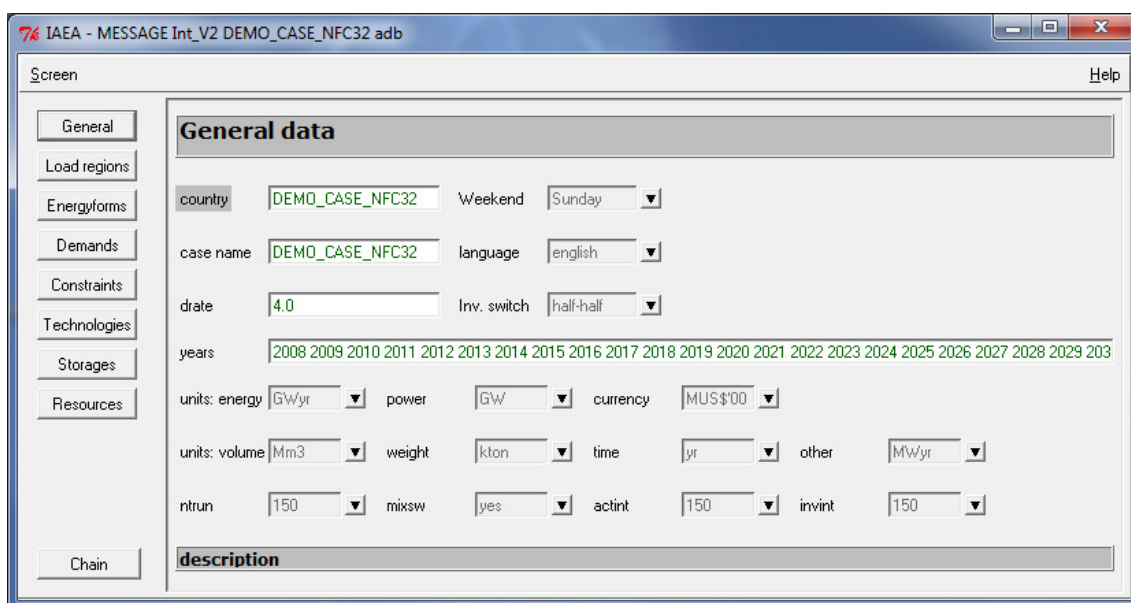 IAEA - MESSAGE Int_V2 DEMO_CASE_NFC32 adb
Screen Help
General
Load regions
Energyforms
Demands
Constraints
Technologies
Storages
Resources
Chain
General data
country DEMO_CASE_NFC32 Weekend Sunday
case name DEMO_CASE_NFC32 language english
drate 4.0 Inv. switch half-half
years 2008 2009 2010 2011 2012 2013 2014 2015 2016 2017 2018 2019 2020 2021 2022 2023 2024 2025 2026 2027 2028 2029 203
units: energy GWyr power GW currency MUS$'00
units: volume Mm3 weight kton time yr other MWyr
ntrun 150 mixsw yes actint 150 invint 150
description